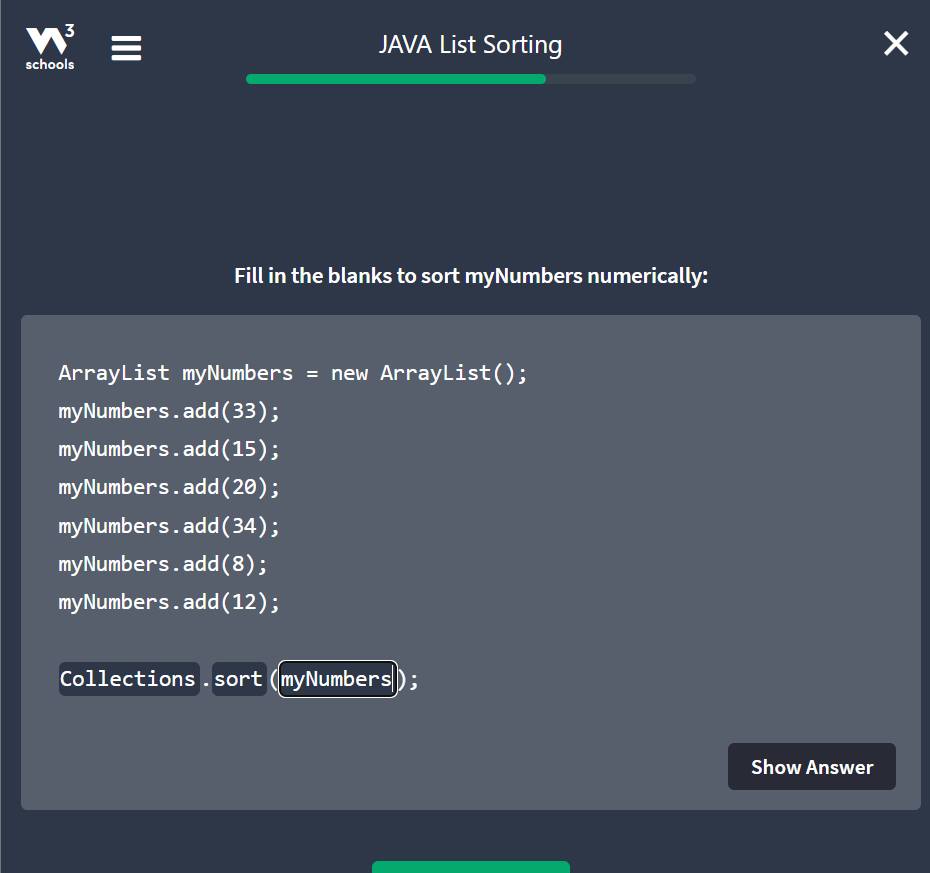 w3
schools
JAVA List Sorting
Fill in the blanks to sort myNumbers numerically:
ArrayList myNumbers = new ArrayList();
myNumbers.add(33);
myNumbers.add(15);
myNumbers.add(20);
myNumbers.add(34);
myNumbers.add(8);
myNumbers.add(12);
Collections.sort(myNumbers);
Show Answer